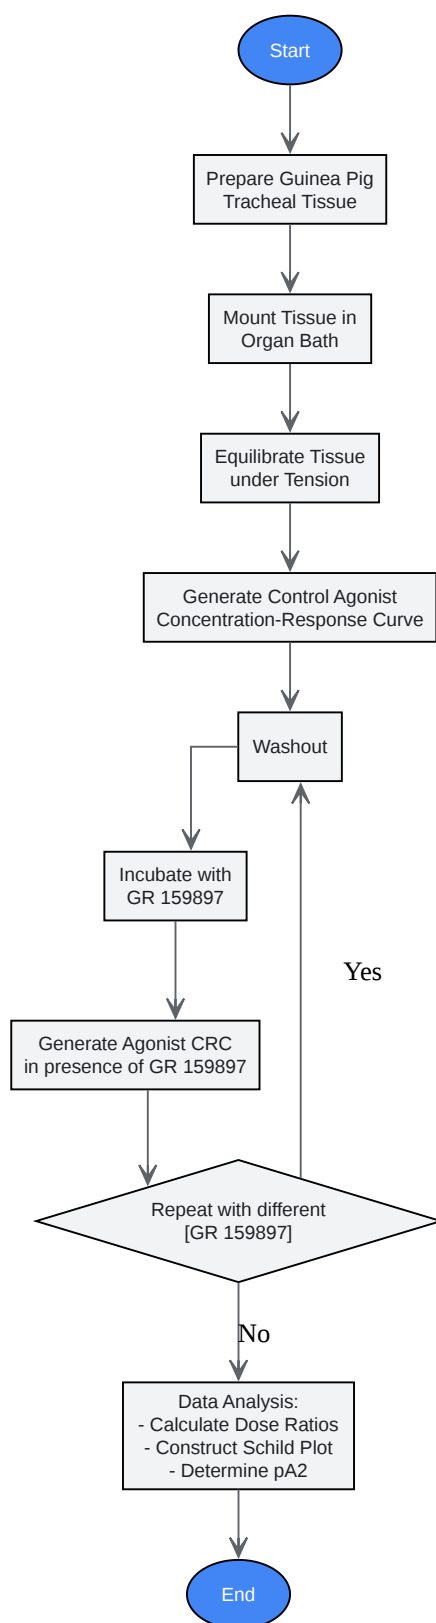 Start
Prepare Guinea Pig
Tracheal Tissue
Mount Tissue in
Organ Bath
Equilibrate Tissue
under Tension
Generate Control Agonist
Concentration-Response Curve
Washout
Incubate with
GR 159897
Yes
Generate Agonist CRC
in presence of GR 159897
Repeat with different
[GR 159897]
No
Data Analysis:
- Calculate Dose Ratios
- Construct Schild Plot
- Determine pA2
End